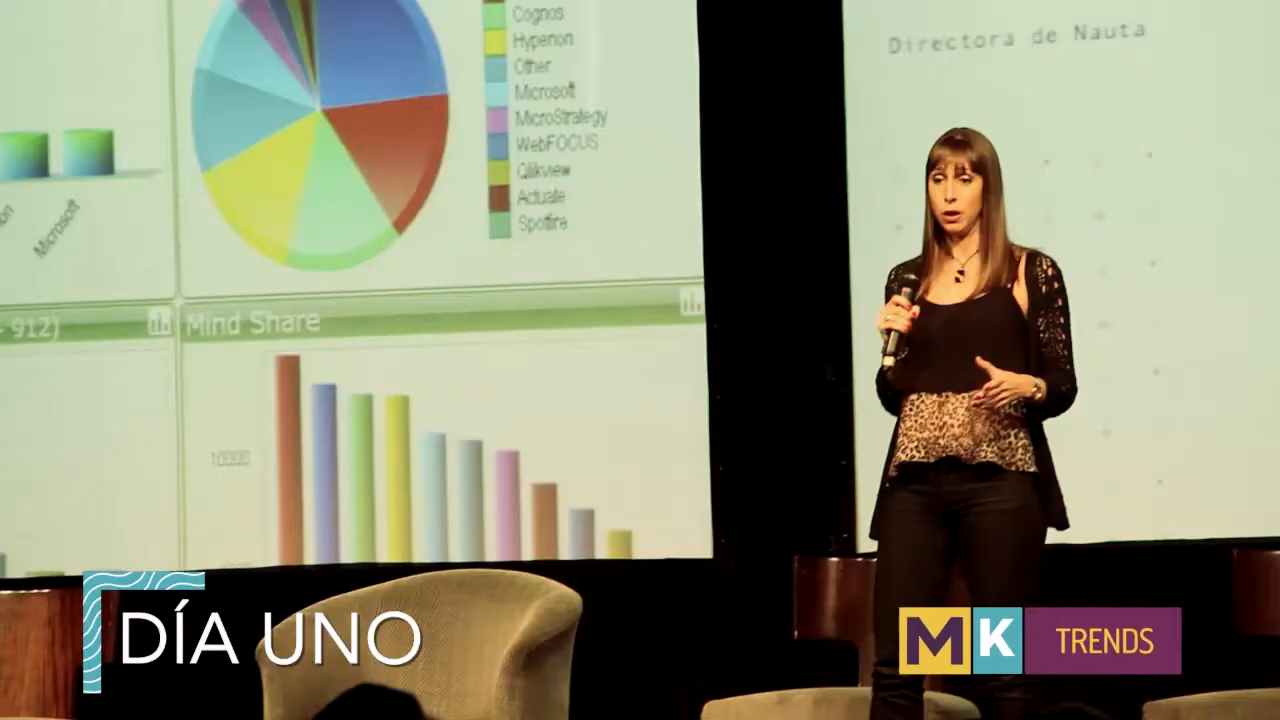 Cognos
Hyperion
Other
Microsoft
MicroStrategy
WebFOCUS
Qlikview
Actuate
Spotfire
Directora de Nauta
Microsoft
912)
Mind Share
10000
DÍA UNO
MK TRENDS